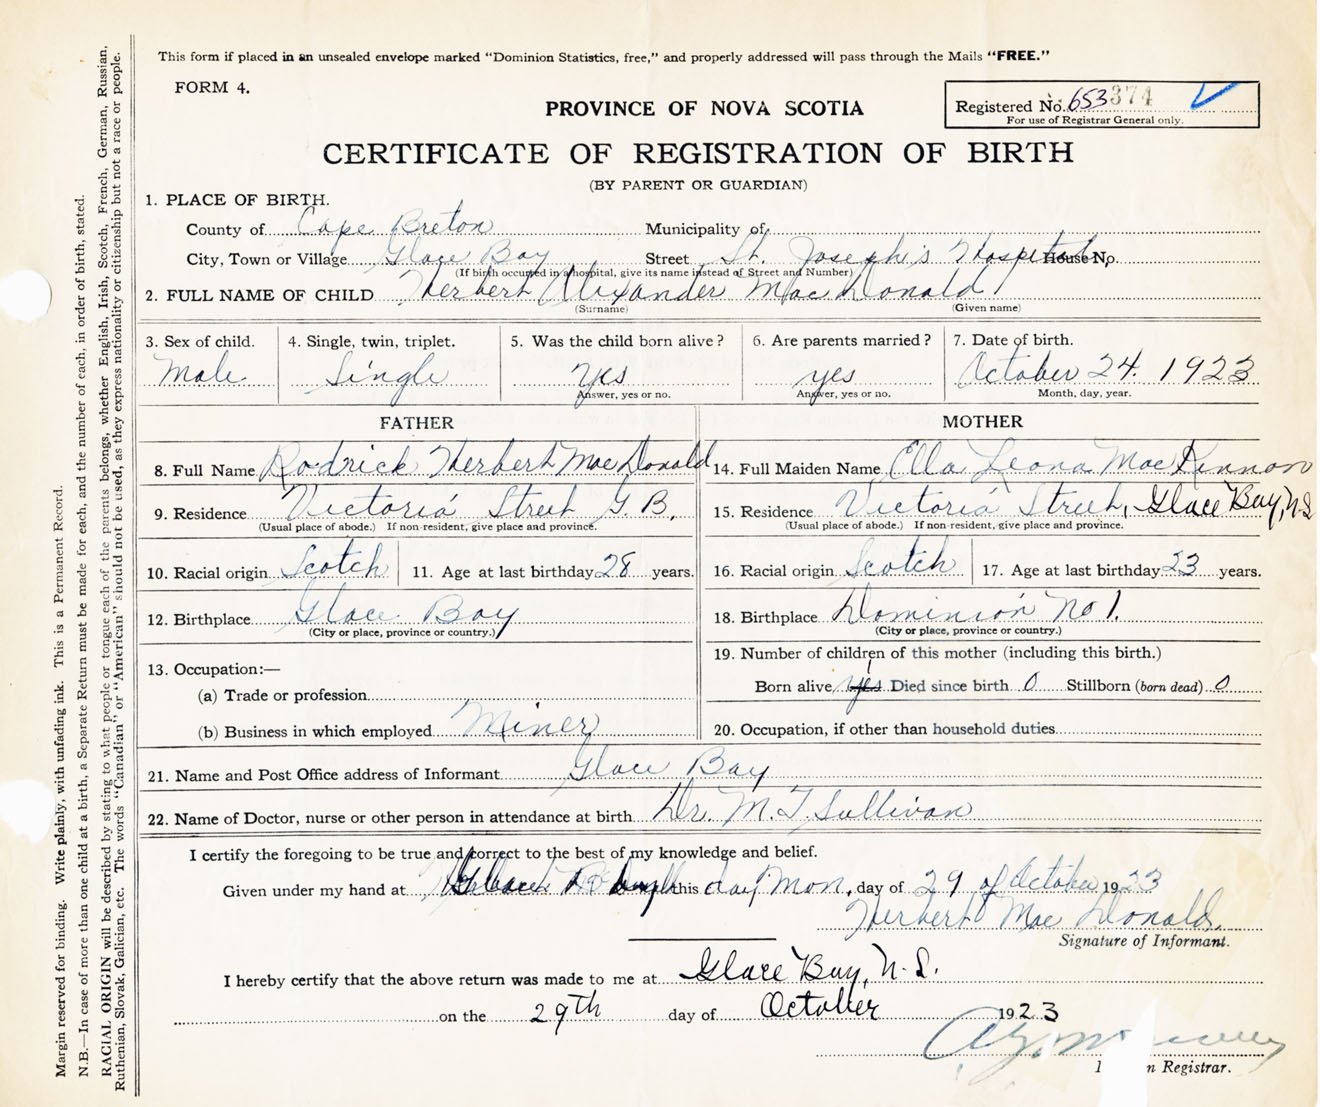 This form if placed in an unsealed envelope marked "Dominion Statistics, free," and properly addressed will pass through the Mails "FREE."
FORM 4.
PROVINCE OF NOVA SCOTIA
Registered No. 653374
For use of Registrar General only.
CERTIFICATE OF REGISTRATION OF BIRTH
(BY PARENT OR GUARDIAN)
1. PLACE OF BIRTH.
County of Cape Breton Municipality of
City, Town or Village Glace Bay Street St. Joseph's Hospital House No.
(If birth occurred in a hospital, give its name instead of Street and Number)
2. FULL NAME OF CHILD Herbert Alixander MacDonald
(Surname) (Given name)
3. Sex of child. 4. Single, twin, triplet. 5. Was the child born alive? 6. Are parents married? 7. Date of birth.
Male Single Yes yes October 24 1923
Answer, yes or no. Answer, yes or no. Month, day, year.
FATHER
8. Full Name Rodrick Herbert MacDonald
9. Residence Victoria Street G.B.
(Usual place of abode.) If non-resident, give place and province.
10. Racial origin Scotch 11. Age at last birthday 28 years.
12. Birthplace Glace Bay
(City or place, province or country.)
13. Occupation:—
(a) Trade or profession
(b) Business in which employed Miner
MOTHER
14. Full Maiden Name Ella Leona MacKinnon
15. Residence Victoria Street, Glace Bay, N.S
(Usual place of abode.) If non-resident, give place and province.
16. Racial origin Scotch 17. Age at last birthday 23 years.
18. Birthplace Dominion No 1.
(City or place, province or country.)
19. Number of children of this mother (including this birth.)
1
Born alive yes Died since birth 0 Stillborn (born dead) 0
20. Occupation, if other than household duties
21. Name and Post Office address of Informant Glace Bay
22. Name of Doctor, nurse or other person in attendance at birth Dr. M. T. Sullivan
I certify the foregoing to be true and correct to the best of my knowledge and belief.
Given under my hand at this day Mon, day of 29 of October 1923
Herbert MacDonald
Signature of Informant.
I hereby certify that the above return was made to me at Glace Bay, N.S.
on the 29th day of October 1923
Registrar.
Margin reserved for binding. Write plainly, with unfading ink. This is a Permanent Record.
N.B.—In case of more than one child at a birth, a Separate Return must be made for each, and the number of each, in order of birth, stated.
RACIAL ORIGIN will be described by stating to what people or tongue each of the parents belongs, whether English, Irish, Scotch, French, German, Russian,
Ruthenian, Slovak, Galician, etc. The words "Canadian" or "American" should not be used, as they express nationality or citizenship but not a race or people.